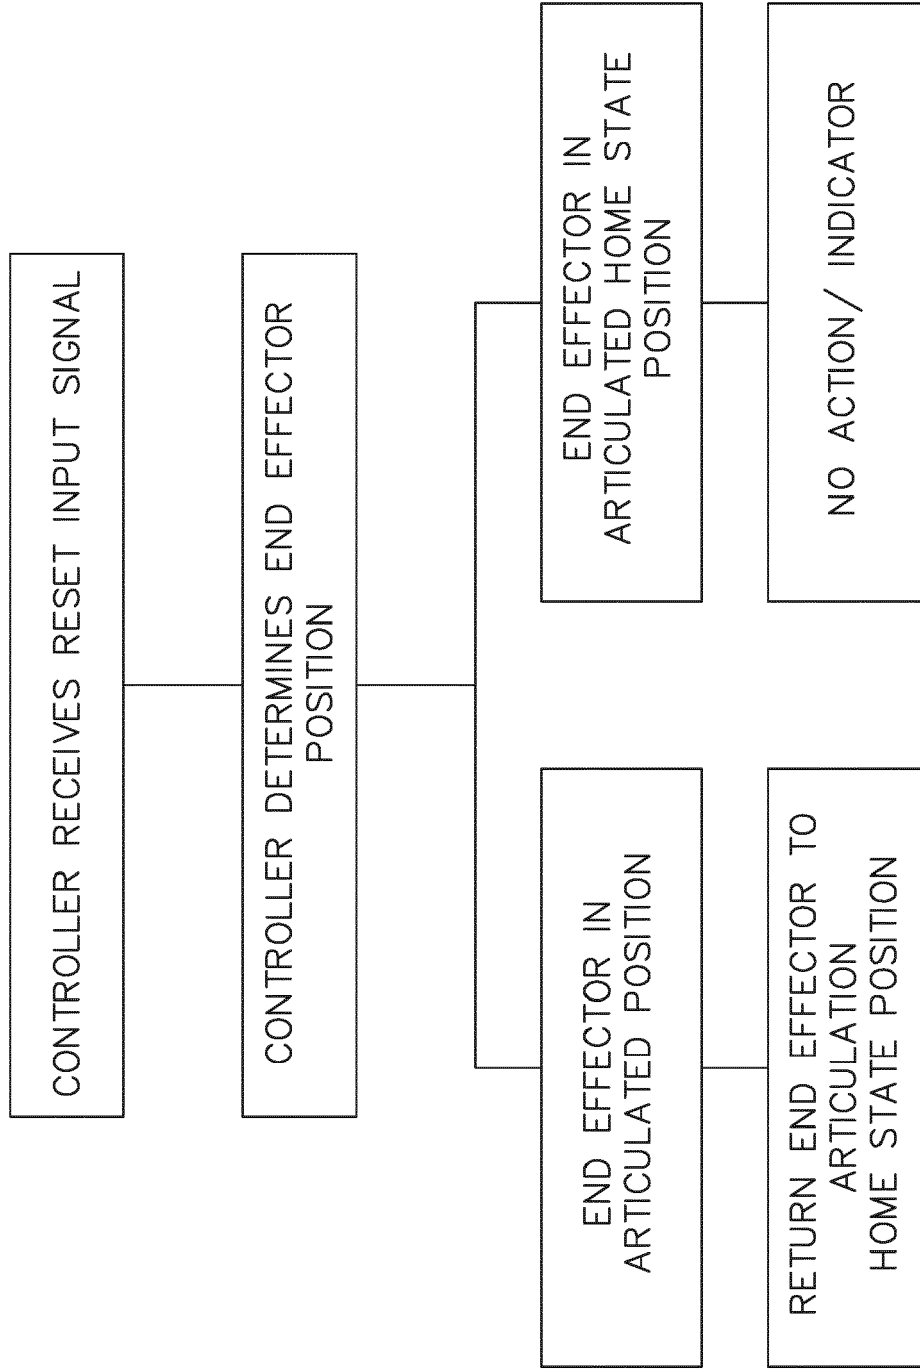 CONTROLLER RECEIVES RESET INPUT SIGNAL
CONTROLLER DETERMINES END EFFECTOR
POSITION
END EFFECTOR IN
ARTICULATED POSITION
RETURN END EFFECTOR TO
ARTICULATION
HOME STATE POSITION
END EFFECTOR IN
ARTICULATED HOME STATE
POSITION
NO ACTION/ INDICATOR